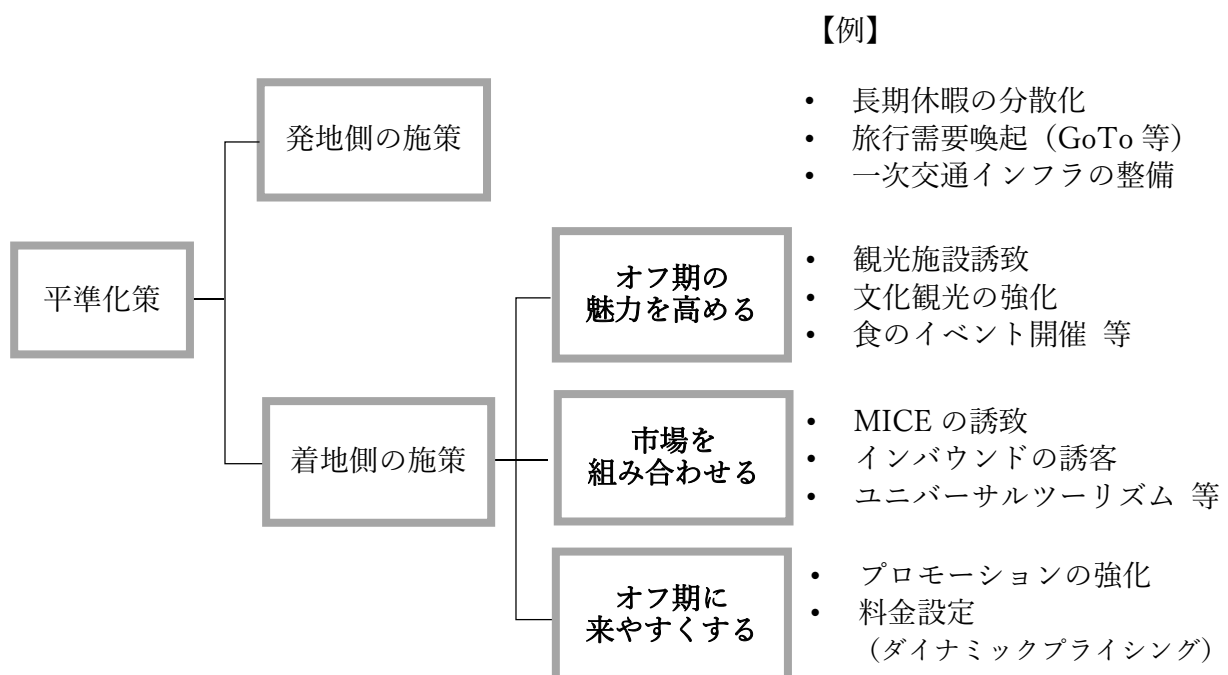 【例】
発地側の施策
• 長期休暇の分散化
• 旅行需要喚起（GoTo 等）
• 一次交通インフラの整備
平準化策
オフ期の
魅力を高める
• 観光施設誘致
• 文化観光の強化
• 食のイベント開催 等
着地側の施策
市場を
組み合わせる
• MICE の誘致
• インバウンドの誘客
• ユニバーサルツーリズム 等
オフ期に
来やすくする
• プロモーションの強化
• 料金設定
（ダイナミックプライシング）